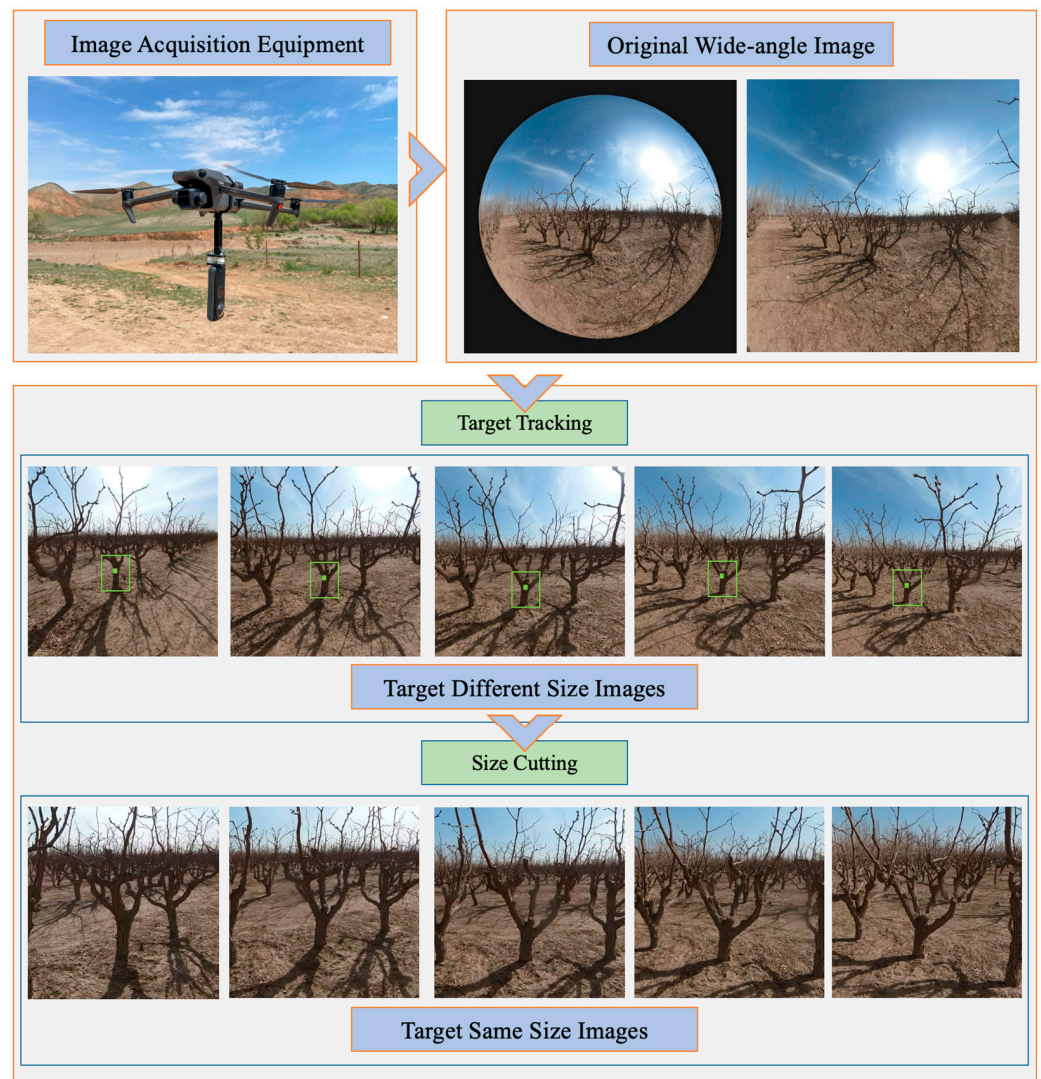 Image Acquisition Equipment
Original Wide-angle Image
Target Tracking
Target Different Size Images
Size Cutting
Target Same Size Images